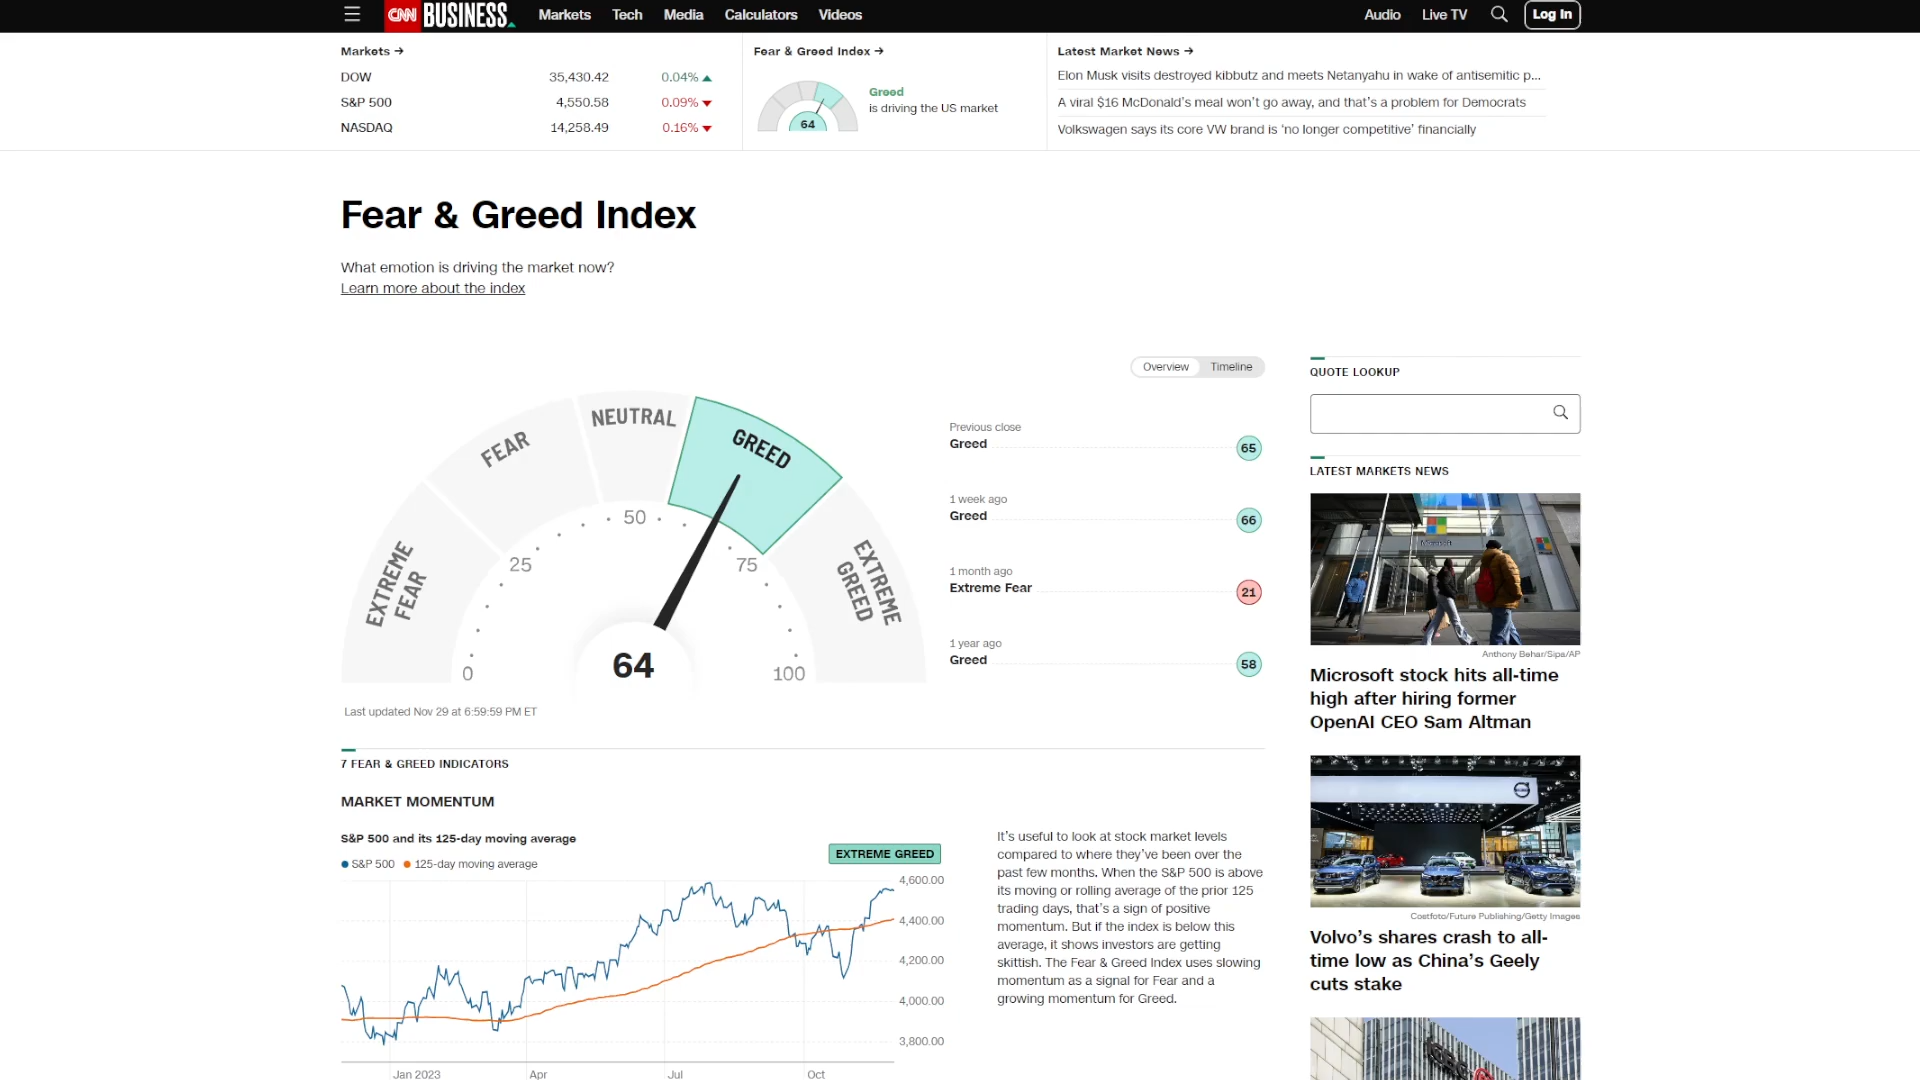 CNN BUSINESS
Markets Tech Media Calculators Videos
Audio Live TV Log In
Markets →
DOW 35,430.42 0.04%
S&P 500 4,550.58 0.09%
NASDAQ 14,258.49 0.16%
Fear & Greed Index →
64
Greed
is driving the US market
Latest Market News →
Elon Musk visits destroyed kibbutz and meets Netanyahu in wake of antisemitic p...
A viral $16 McDonald's meal won't go away, and that's a problem for Democrats
Volkswagen says its core VW brand is 'no longer competitive' financially
Fear & Greed Index
What emotion is driving the market now?
Learn more about the index
Overview Timeline
EXTREME
FEAR
FEAR
NEUTRAL
GREED
EXTREME
GREED
0
25
50
75
100
64
Last updated Nov 29 at 6:59:59 PM ET
Previous close
Greed 65
1 week ago
Greed 66
1 month ago
Extreme Fear 21
1 year ago
Greed 58
7 FEAR & GREED INDICATORS
MARKET MOMENTUM
S&P 500 and its 125-day moving average
S&P 500 125-day moving average
EXTREME GREED
4,600.00
4,400.00
4,200.00
4,000.00
3,800.00
Jan 2023 Apr Jul Oct
It's useful to look at stock market levels
compared to where they've been over the
past few months. When the S&P 500 is above
its moving or rolling average of the prior 125
trading days, that's a sign of positive
momentum. But if the index is below this
average, it shows investors are getting
skittish. The Fear & Greed Index uses slowing
momentum as a signal for Fear and a
growing momentum for Greed.
QUOTE LOOKUP
LATEST MARKETS NEWS
Microsoft
Anthony Behar/Sipa/AP
Microsoft stock hits all-time
high after hiring former
OpenAI CEO Sam Altman
Costfoto/Future Publishing/Getty Images
Volvo's shares crash to all-
time low as China's Geely
cuts stake